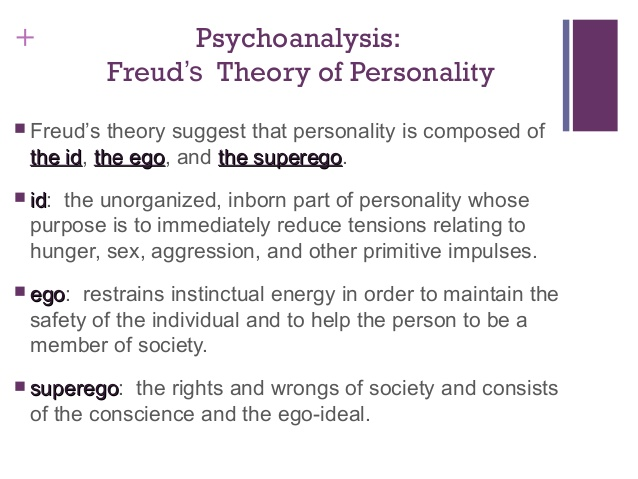 +
Psychoanalysis:
Freud’s  Theory of Personality
Freud’s theory suggest that personality is composed of
the id, the ego, and the superego.
id:  the unorganized, inborn part of personality whose
purpose is to immediately reduce tensions relating to
hunger, sex, aggression, and other primitive impulses.
ego:  restrains instinctual energy in order to maintain the
safety of the individual and to help the person to be a
member of society.
superego:  the rights and wrongs of society and consists
of the conscience and the ego-ideal.